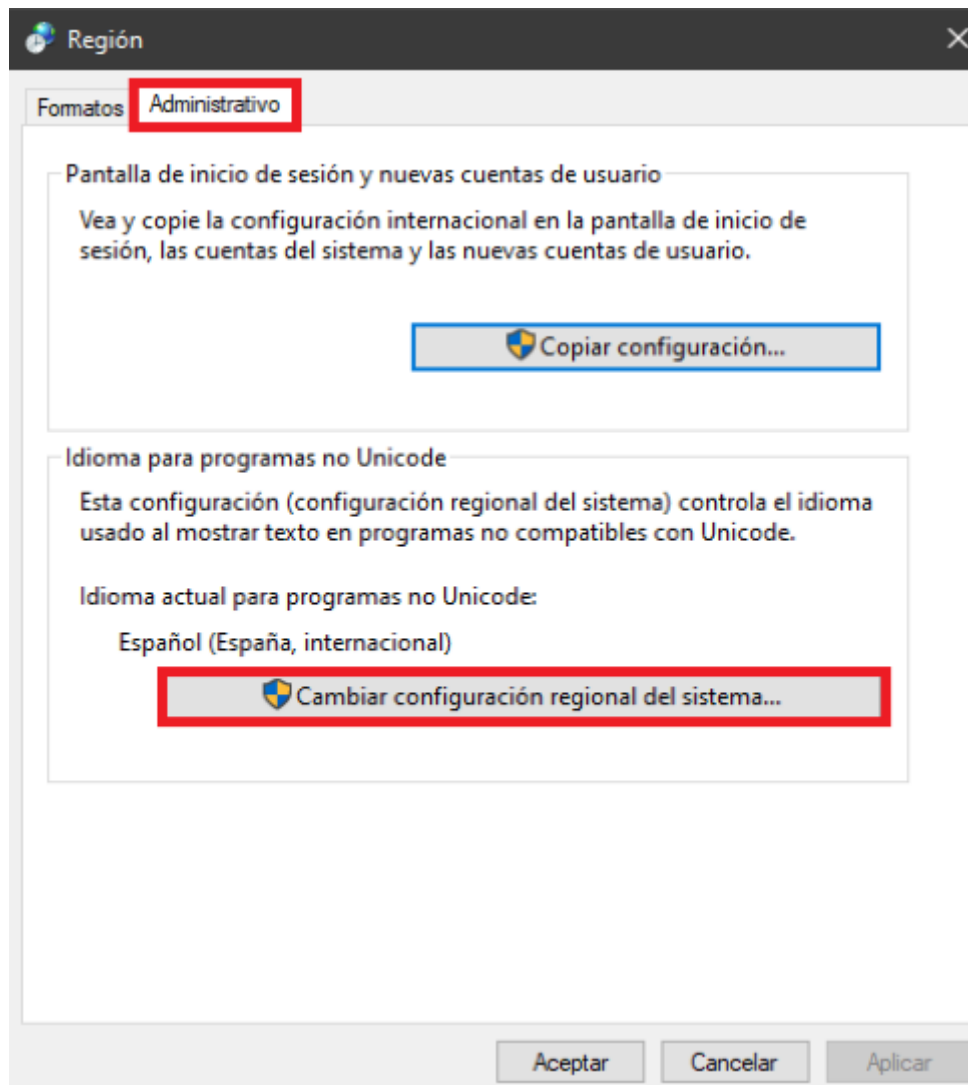 Región
Formatos
Administrativo
Pantalla de inicio de sesión y nuevas cuentas de usuario
Vea y copie la configuración internacional en la pantalla de inicio de
sesión, las cuentas del sistema y las nuevas cuentas de usuario.
Copiar configuración...
Idioma para programas no Unicode
Esta configuración (configuración regional del sistema) controla el idioma
usado al mostrar texto en programas no compatibles con Unicode.
Idioma actual para programas no Unicode:
Español (España, internacional)
Cambiar configuración regional del sistema...
Aceptar
Cancelar
Aplicar